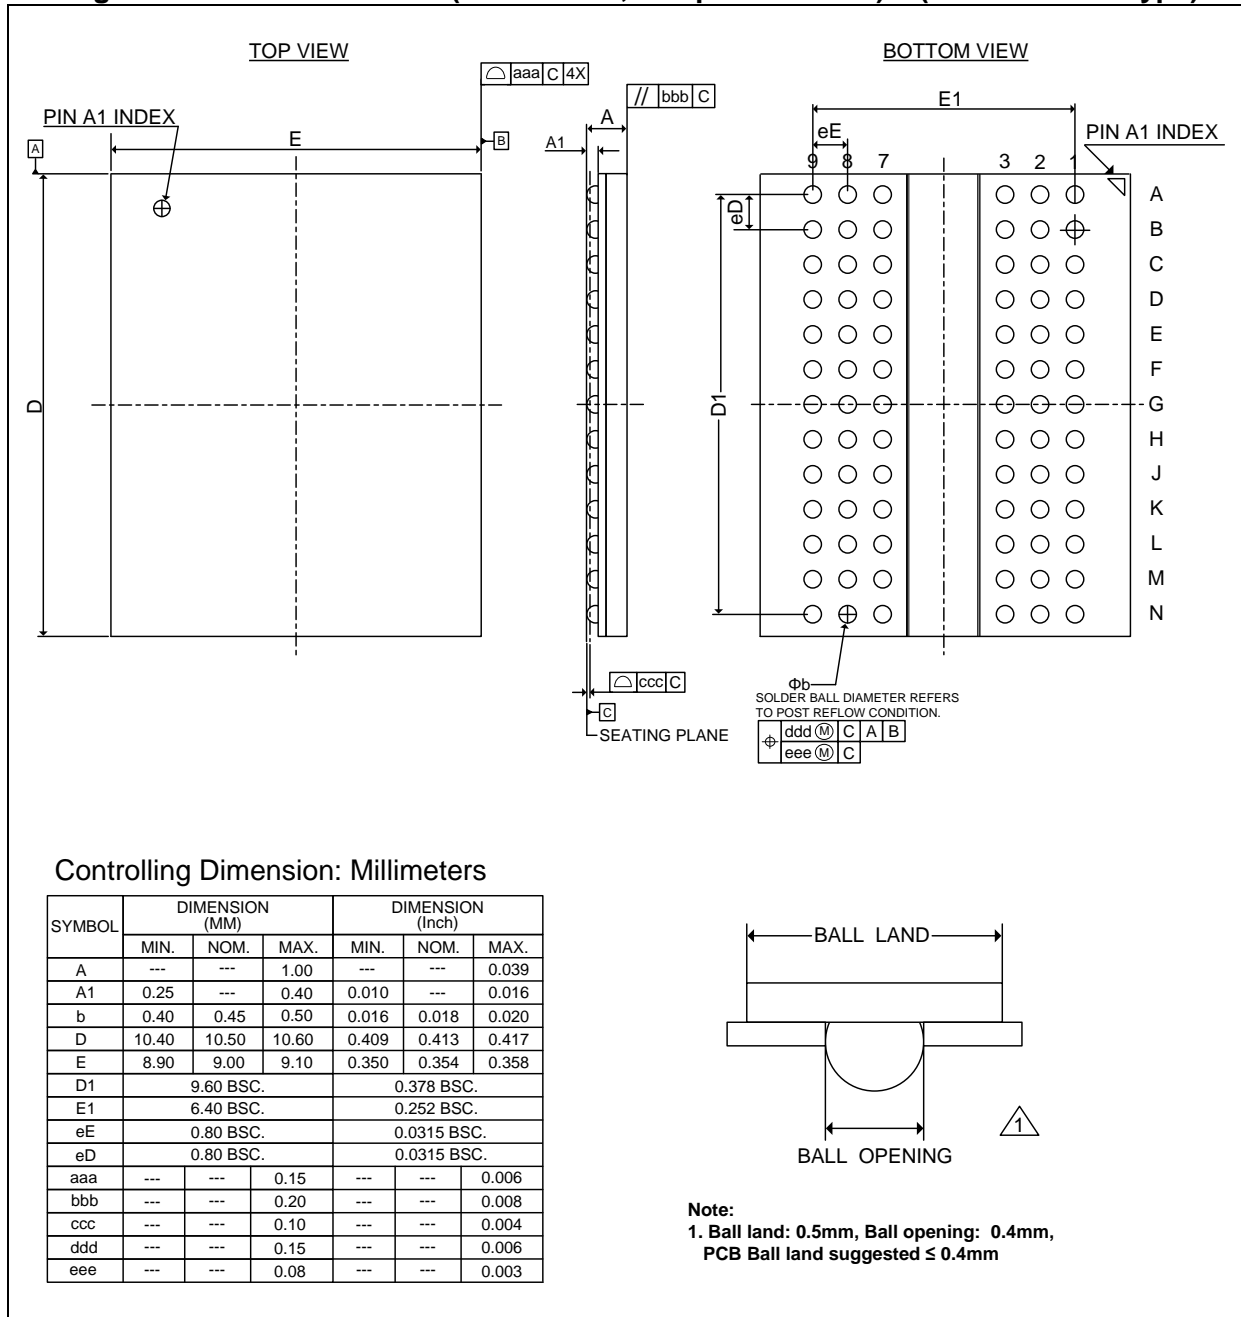 TOP VIEW
BOTTOM VIEW
aaa C 4X
// bbb C
PIN A1 INDEX
E
A
B
A
A1
E1
eE
PIN A1 INDEX
9 8 7 3 2 1
eD
A
B
C
D
E
F
G
H
J
K
L
M
N
D
D1
ccc C
C
SEATING PLANE
Φb
SOLDER BALL DIAMETER REFERS
TO POST REFLOW CONDITION.
ddd Ⓜ C A B
eee Ⓜ C
Controlling Dimension: Millimeters
SYMBOL DIMENSION (MM) DIMENSION (Inch)
MIN. NOM. MAX. MIN. NOM. MAX.
A --- --- 1.00 --- --- 0.039
A1 0.25 --- 0.40 0.010 --- 0.016
b 0.40 0.45 0.50 0.016 0.018 0.020
D 10.40 10.50 10.60 0.409 0.413 0.417
E 8.90 9.00 9.10 0.350 0.354 0.358
D1 9.60 BSC. 0.378 BSC.
E1 6.40 BSC. 0.252 BSC.
eE 0.80 BSC. 0.0315 BSC.
eD 0.80 BSC. 0.0315 BSC.
aaa --- --- 0.15 --- --- 0.006
bbb --- --- 0.20 --- --- 0.008
ccc --- --- 0.10 --- --- 0.004
ddd --- --- 0.15 --- --- 0.006
eee --- --- 0.08 --- --- 0.003
BALL LAND
1
BALL OPENING
Note:
1. Ball land: 0.5mm, Ball opening: 0.4mm,
PCB Ball land suggested ≤ 0.4mm